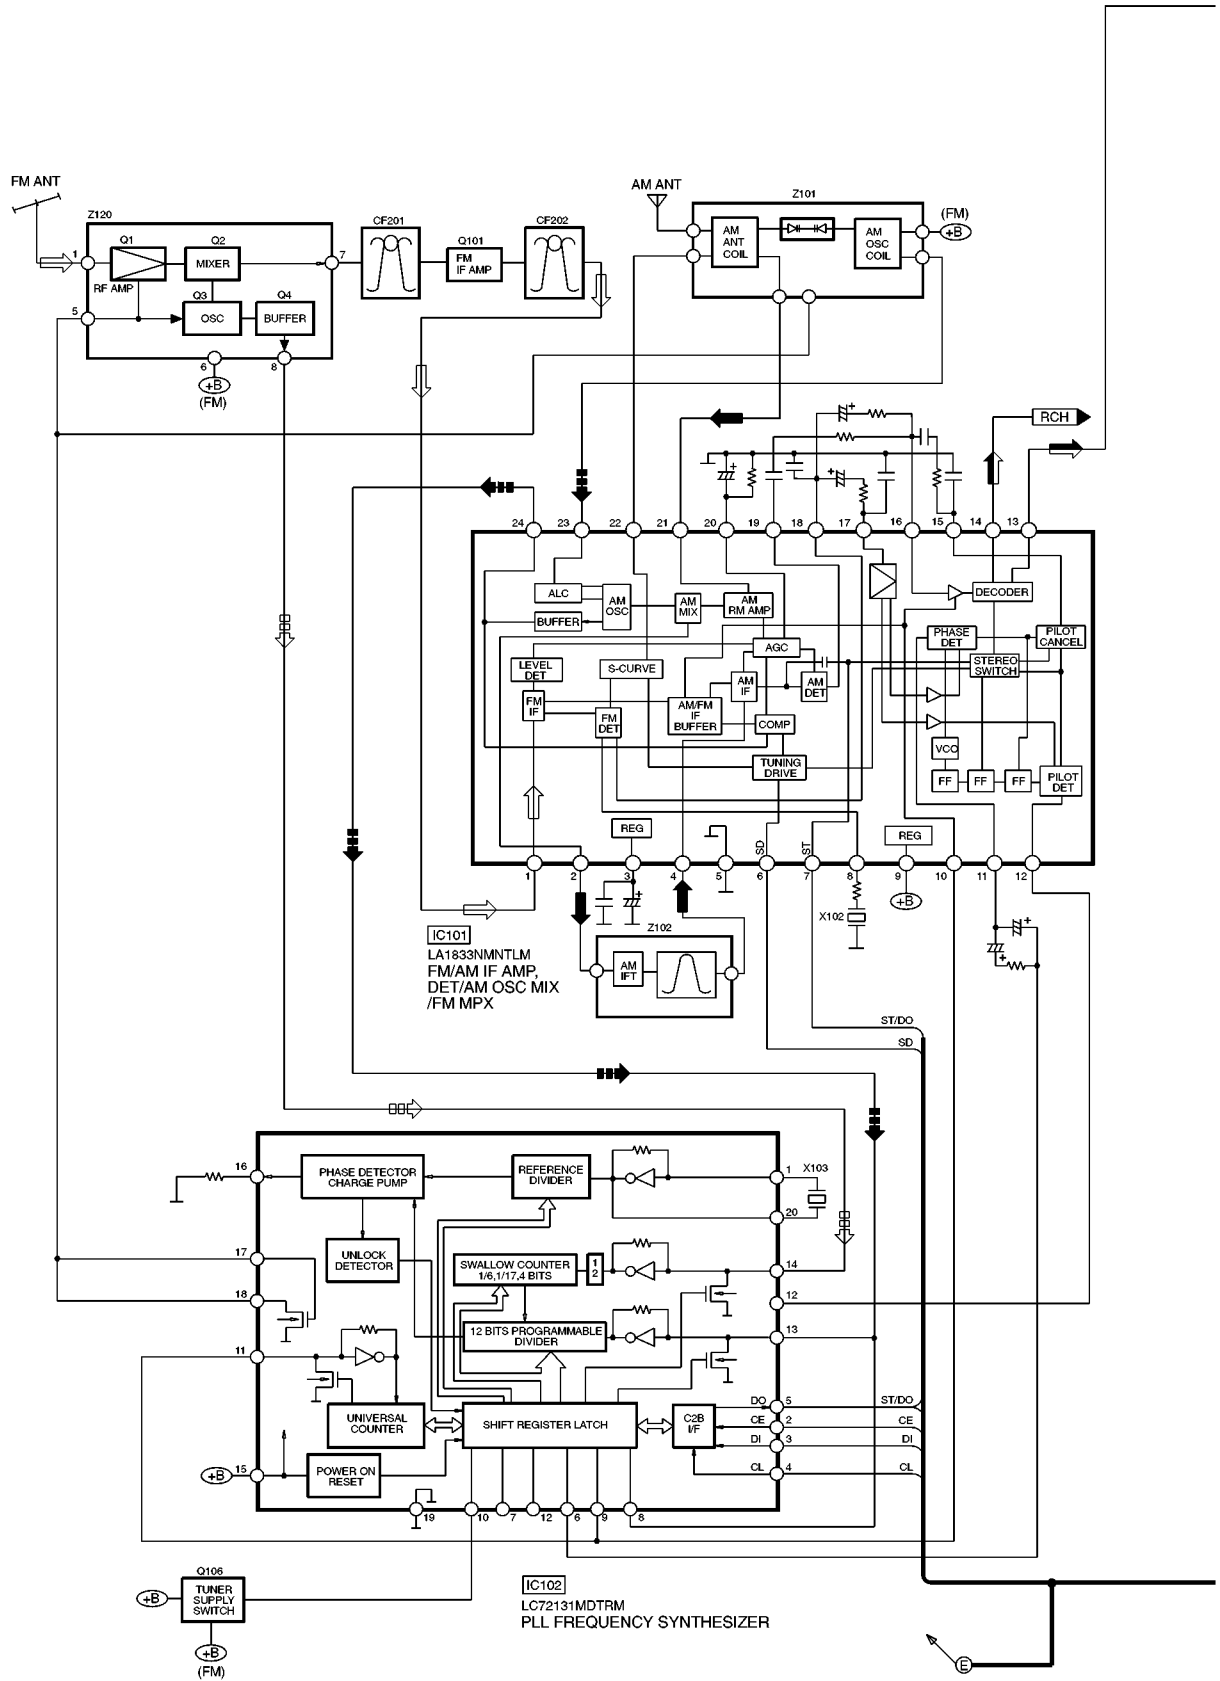 FM ANT
Z120
1
Q1
RF AMP
Q2
MIXER
7
5
Q3
OSC
Q4
BUFFER
6
8
+B
(FM)
CF201
Q101
FM
IF AMP
CF202
AM ANT
Z101
AM
ANT
COIL
AM
OSC
COIL
(FM)
+B
RCH
+
+
+
24
23
22
21
20
19
18
17
16
15
14
13
ALC
AM
OSC
BUFFER
AM
MIX
AM
RM AMP
DECODER
PHASE
DET
PILOT
CANCEL
AGC
STEREO
SWITCH
LEVEL
DET
S-CURVE
AM
IF
AM
DET
FM
IF
FM
DET
AM/FM
IF
BUFFER
COMP
VCO
TUNING
DRIVE
FF
FF
FF
PILOT
DET
REG
SD
ST
REG
1
2
3
4
5
6
7
8
9
10
11
12
+
+B
X102
+
+
IC101
LA1833NMNTLM
FM/AM IF AMP,
DET/AM OSC MIX
/FM MPX
Z102
AM
IFT
ST/DO
SD
16
PHASE DETECTOR
CHARGE PUMP
REFERENCE
DIVIDER
1
X103
20
17
UNLOCK
DETECTOR
SWALLOW COUNTER
1/6,1/17,4 BITS
1
2
14
18
12
12 BITS PROGRAMMABLE
DIVIDER
13
11
UNIVERSAL
COUNTER
SHIFT REGISTER LATCH
C2B
I/F
DO
5
ST/DO
CE
2
CE
DI
3
DI
CL
4
CL
+B
15
POWER ON
RESET
19
10
7
12
6
9
8
Q106
+B
TUNER
SUPPLY
SWITCH
+B
(FM)
IC102
LC72131MDTRM
PLL FREQUENCY SYNTHESIZER
E